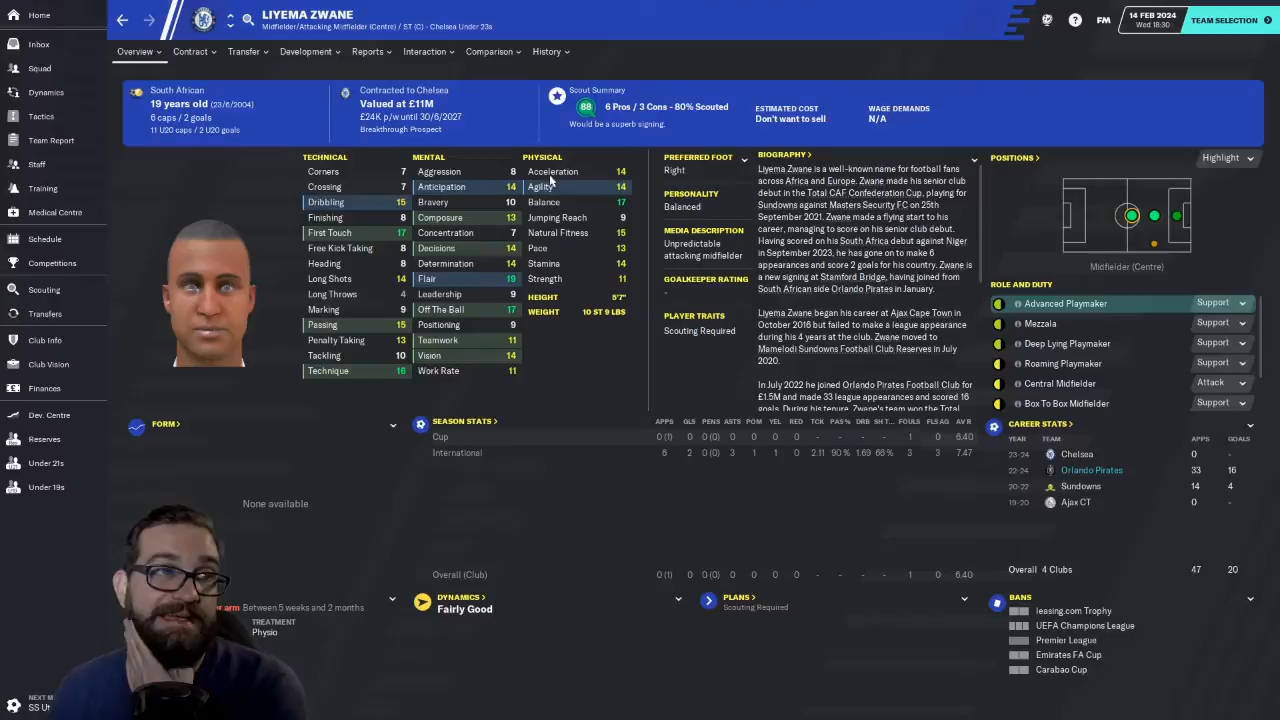 LIYEMA ZWANE
Midfielder/Attacking Midfielder (Centre) / ST (C) - Chelsea Under 23s
FM
14 FEB 2024
Wed 18:30
TEAM SELECTION
Home
Inbox
Squad
Dynamics
Tactics
Team Report
Staff
Training
Medical Centre
Schedule
Competitions
Scouting
Transfers
Club Info
Club Vision
Finances
Dev. Centre
Reserves
Under 21s
Under 19s
NEXT M
SS Ut
Overview Contract Transfer Development Reports Interaction Comparison History
South African
19 years old (23/6/2004)
6 caps / 2 goals
11 U20 caps / 2 U20 goals
Contracted to Chelsea
Valued at £11M
£24K p/w until 30/6/2027
Breakthrough Prospect
Scout Summary
88 6 Pros / 3 Cons - 80% Scouted
Would be a superb signing.
ESTIMATED COST
Don't want to sell
WAGE DEMANDS
N/A
TECHNICAL
Corners 7
Crossing 7
Dribbling 15
Finishing 8
First Touch 17
Free Kick Taking 8
Heading 8
Long Shots 14
Long Throws 4
Marking 9
Passing 15
Penalty Taking 13
Tackling 10
Technique 16
MENTAL
Aggression 8
Anticipation 14
Bravery 10
Composure 13
Concentration 7
Decisions 14
Determination 14
Flair 19
Leadership 9
Off The Ball 17
Positioning 9
Teamwork 11
Vision 14
Work Rate 11
PHYSICAL
Acceleration 14
Agility 14
Balance 17
Jumping Reach 9
Natural Fitness 15
Pace 13
Stamina 14
Strength 11
HEIGHT 5'7"
WEIGHT 10 ST 9 LBS
PREFERRED FOOT
Right
PERSONALITY
Balanced
MEDIA DESCRIPTION
Unpredictable
attacking midfielder
GOALKEEPER RATING
-
PLAYER TRAITS
Scouting Required
BIOGRAPHY
Liyema Zwane is a well-known name for football fans
across Africa and Europe. Zwane made his senior club
debut in the Total CAF Confederation Cup, playing for
Sundowns against Masters Security FC on 25th
September 2021. Zwane made a flying start to his
career, managing to score on his senior club debut.
Having scored on his South Africa debut against Niger
in September 2023, he has gone on to make 6
appearances and score 2 goals for his country. Zwane is
a new signing at Stamford Bridge, having joined from
South African side Orlando Pirates in January.
Liyema Zwane began his career at Ajax Cape Town in
October 2016 but failed to make a league appearance
during his 4 years at the club. Zwane moved to
Mamelodi Sundowns Football Club Reserves in July
2020.
In July 2022 he joined Orlando Pirates Football Club for
£1.5M and made 33 league appearances and scored 16
goals. During his tenure, Zwane's team won the Total
POSITIONS
Highlight
Midfielder (Centre)
ROLE AND DUTY
Advanced Playmaker Support
Mezzala Support
Deep Lying Playmaker Support
Roaming Playmaker Support
Central Midfielder Attack
Box To Box Midfielder Support
FORM
None available
SEASON STATS
APPS GLS PENS ASTS POM YEL RED TCK PAS % DRB SH T... FOULS FLS AG AV R
Cup 0 (1) 0 0 (0) 0 0 0 0 - - - - 1 0 6.40
International 6 2 0 (0) 3 1 1 0 2.11 90 % 1.69 66 % 3 3 7.47
Overall (Club) 0 (1) 0 0 (0) 0 0 0 0 - - - - 1 0 6.40
CAREER STATS
YEAR TEAM APPS GOALS
23-24 Chelsea 0 -
22-24 Orlando Pirates 33 16
20-22 Sundowns 14 4
19-20 Ajax CT 0 -
Overall 4 Clubs 47 20
arm Between 5 weeks and 2 months
TREATMENT
Physio
DYNAMICS
Fairly Good
PLANS
Scouting Required
BANS
leasing.com Trophy
UEFA Champions League
Premier League
Emirates FA Cup
Carabao Cup